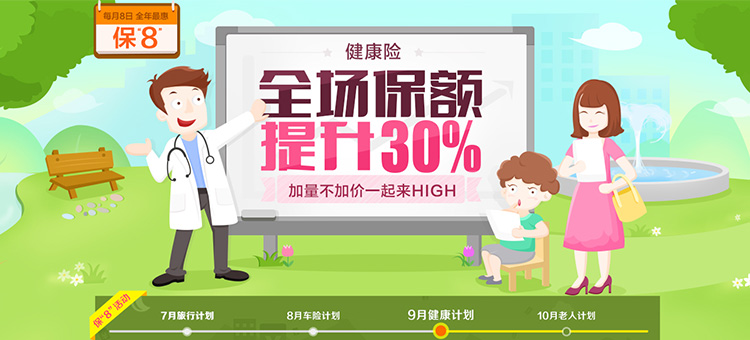 每月8日 全年最惠
保"8"
健康险
全场保额
提升30%
加量不加价一起来HIGH
保"8"活动
7月旅行计划
8月车险计划
9月健康计划
10月老人计划